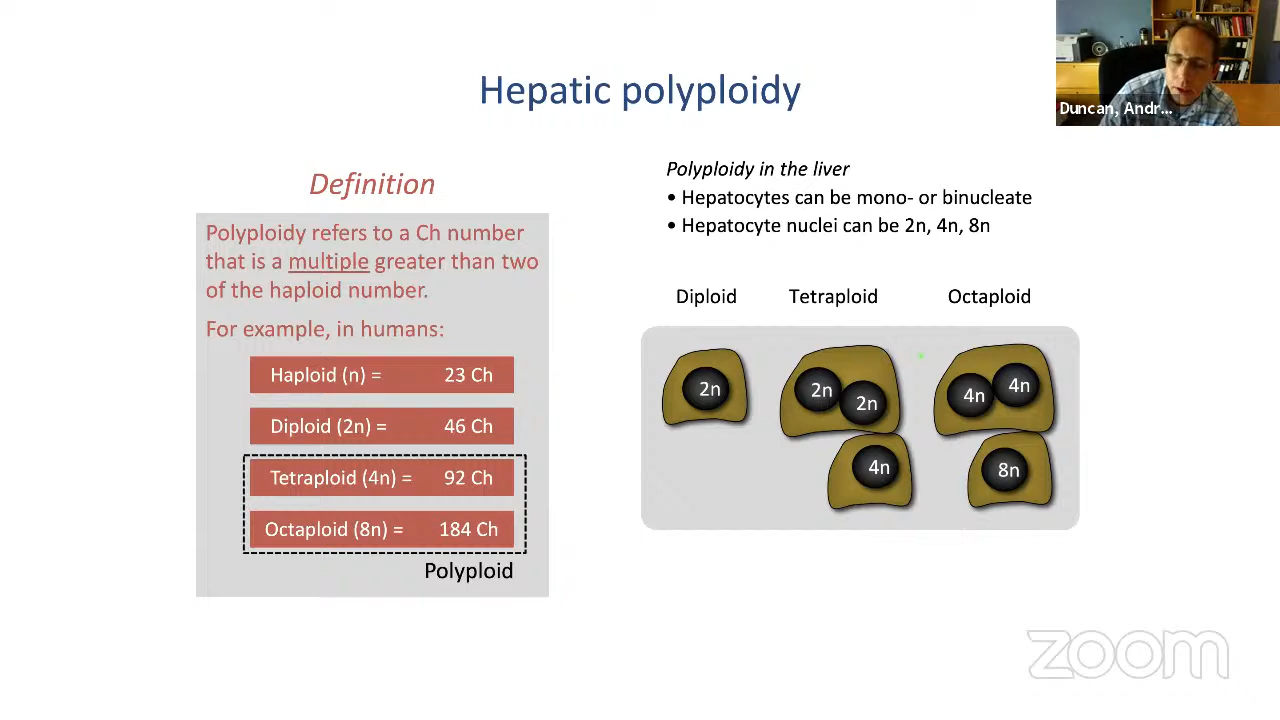 Hepatic polyploidy
Duncan, Andr...
Definition
Polyploidy refers to a Ch number
that is a multiple greater than two
of the haploid number.
For example, in humans:
Haploid (n) = 23 Ch
Diploid (2n) = 46 Ch
Tetraploid (4n) = 92 Ch
Octaploid (8n) = 184 Ch
Polyploid
Polyploidy in the liver
• Hepatocytes can be mono- or binucleate
• Hepatocyte nuclei can be 2n, 4n, 8n
Diploid Tetraploid Octaploid
2n 2n 2n 4n 4n
4n 8n
zoom